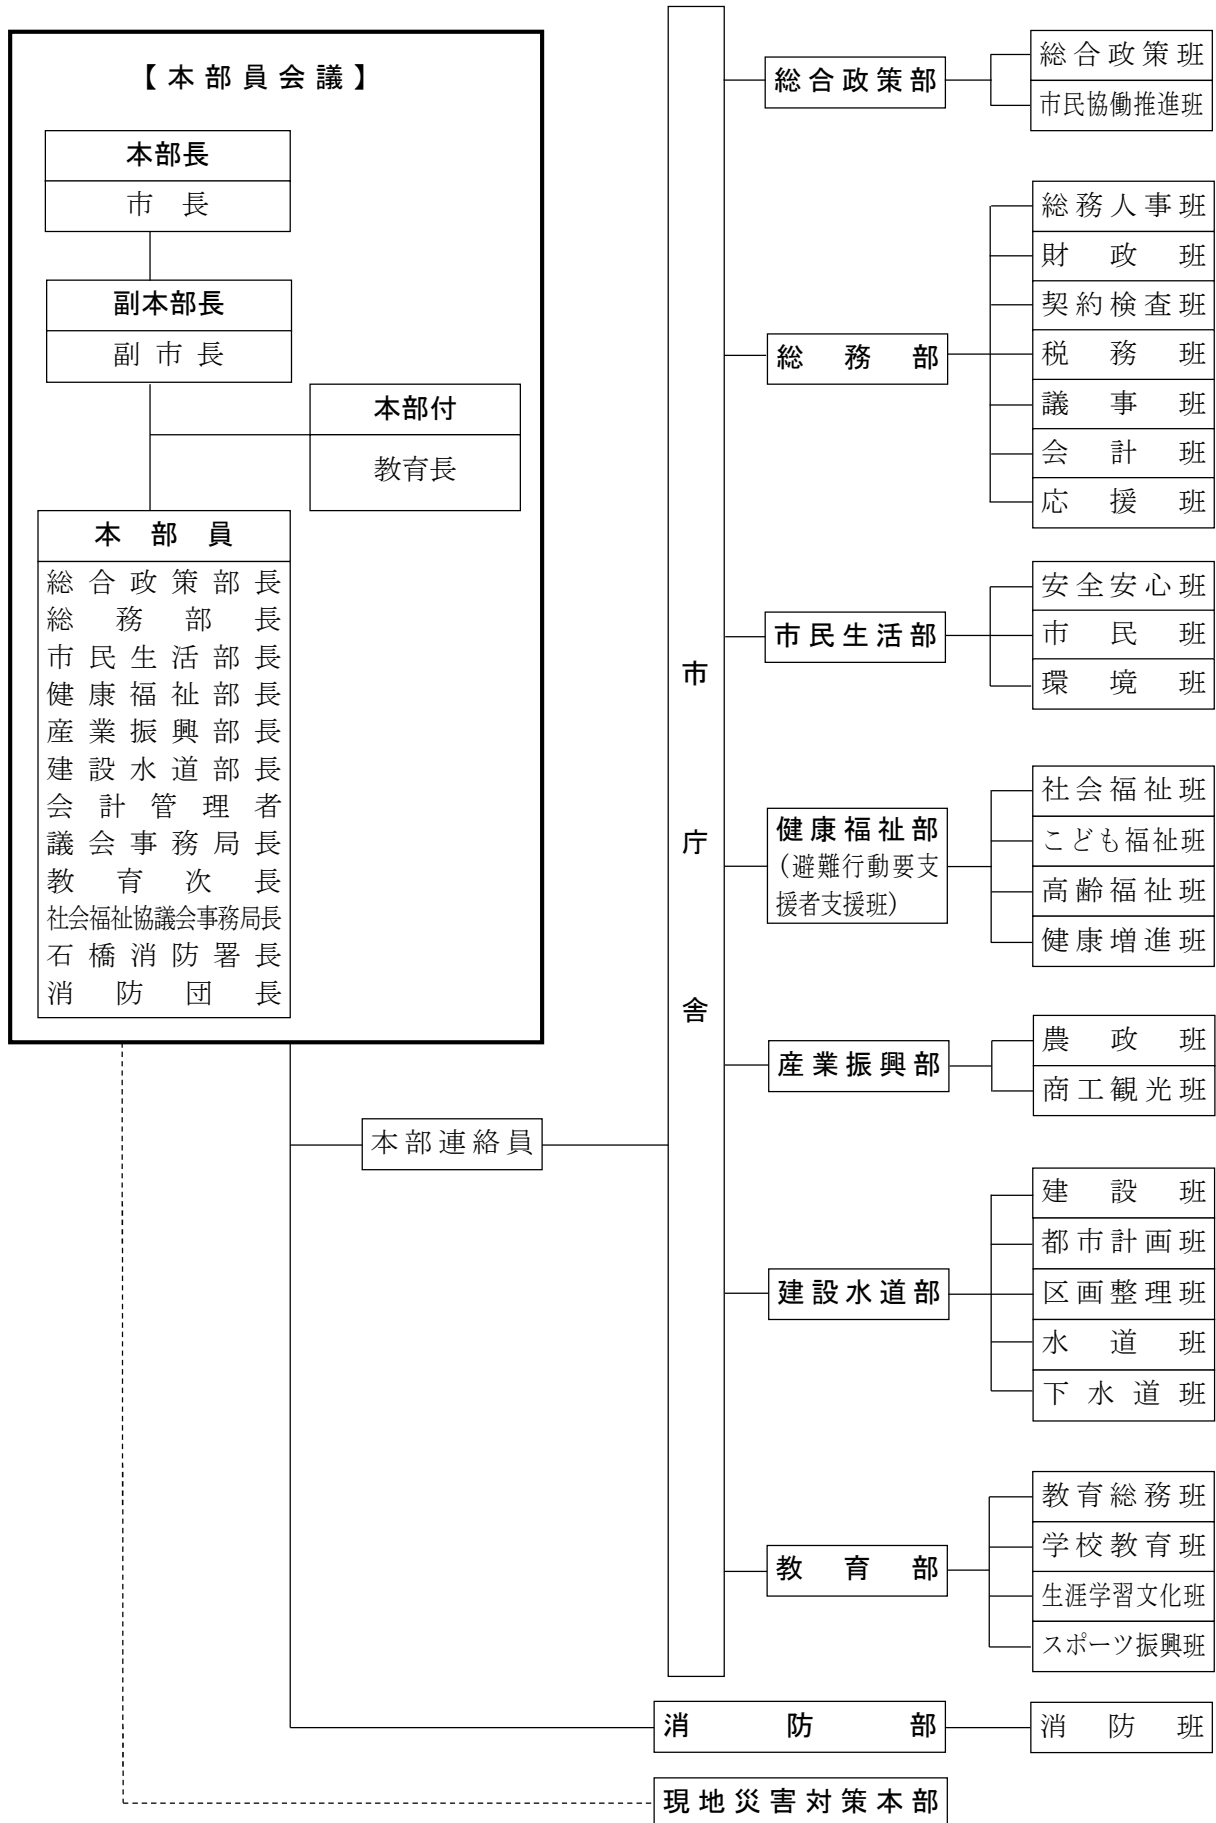 【本部員会議】
本部長
市長
副本部長
副市長
本部付
教育長
本部員
総合政策部長
総務部長
市民生活部長
健康福祉部長
産業振興部長
建設水道部長
会計管理者
議会事務局長
教育次長
社会福祉協議会事務局長
石橋消防署長
消防団長
本部連絡員
市庁舎
総合政策部
総合政策班
市民協働推進班
総務部
総務人事班
財政班
契約検査班
税務班
議事班
会計班
応援班
市民生活部
安全安心班
市民班
環境班
健康福祉部
(避難行動要支
援者支援班)
社会福祉班
こども福祉班
高齢福祉班
健康増進班
産業振興部
農政班
商工観光班
建設水道部
建設班
都市計画班
区画整理班
水道班
下水道班
教育部
教育総務班
学校教育班
生涯学習文化班
スポーツ振興班
消防部
消防班
現地災害対策本部